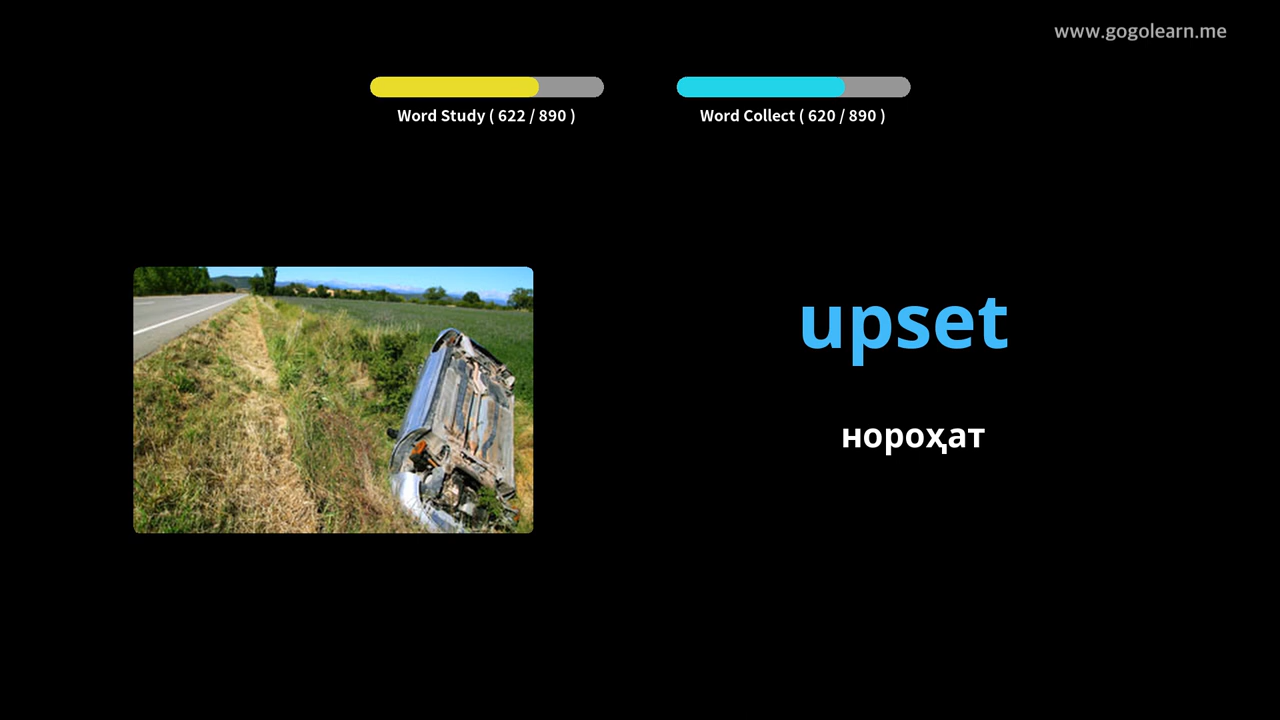 www.gogolearn.me
Word Study ( 622 / 890 )
Word Collect ( 620 / 890 )
upset
нороҳат